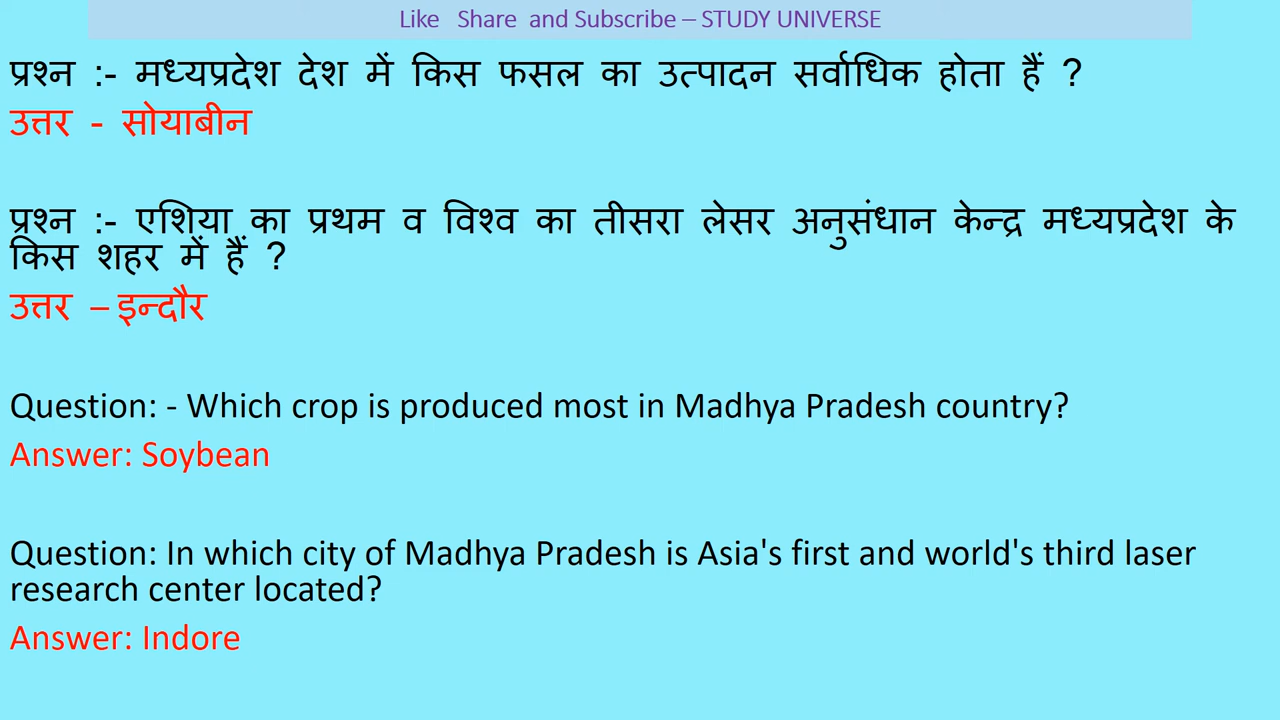 Like Share and Subscribe – STUDY UNIVERSE
प्रश्न :- मध्यप्रदेश देश में किस फसल का उत्पादन सर्वाधिक होता हैं ?
उत्तर - सोयाबीन
प्रश्न :- एशिया का प्रथम व विश्व का तीसरा लेसर अनुसंधान केन्द्र मध्यप्रदेश के
किस शहर में हैं ?
उत्तर – इन्दौर
Question: - Which crop is produced most in Madhya Pradesh country?
Answer: Soybean
Question: In which city of Madhya Pradesh is Asia's first and world's third laser
research center located?
Answer: Indore